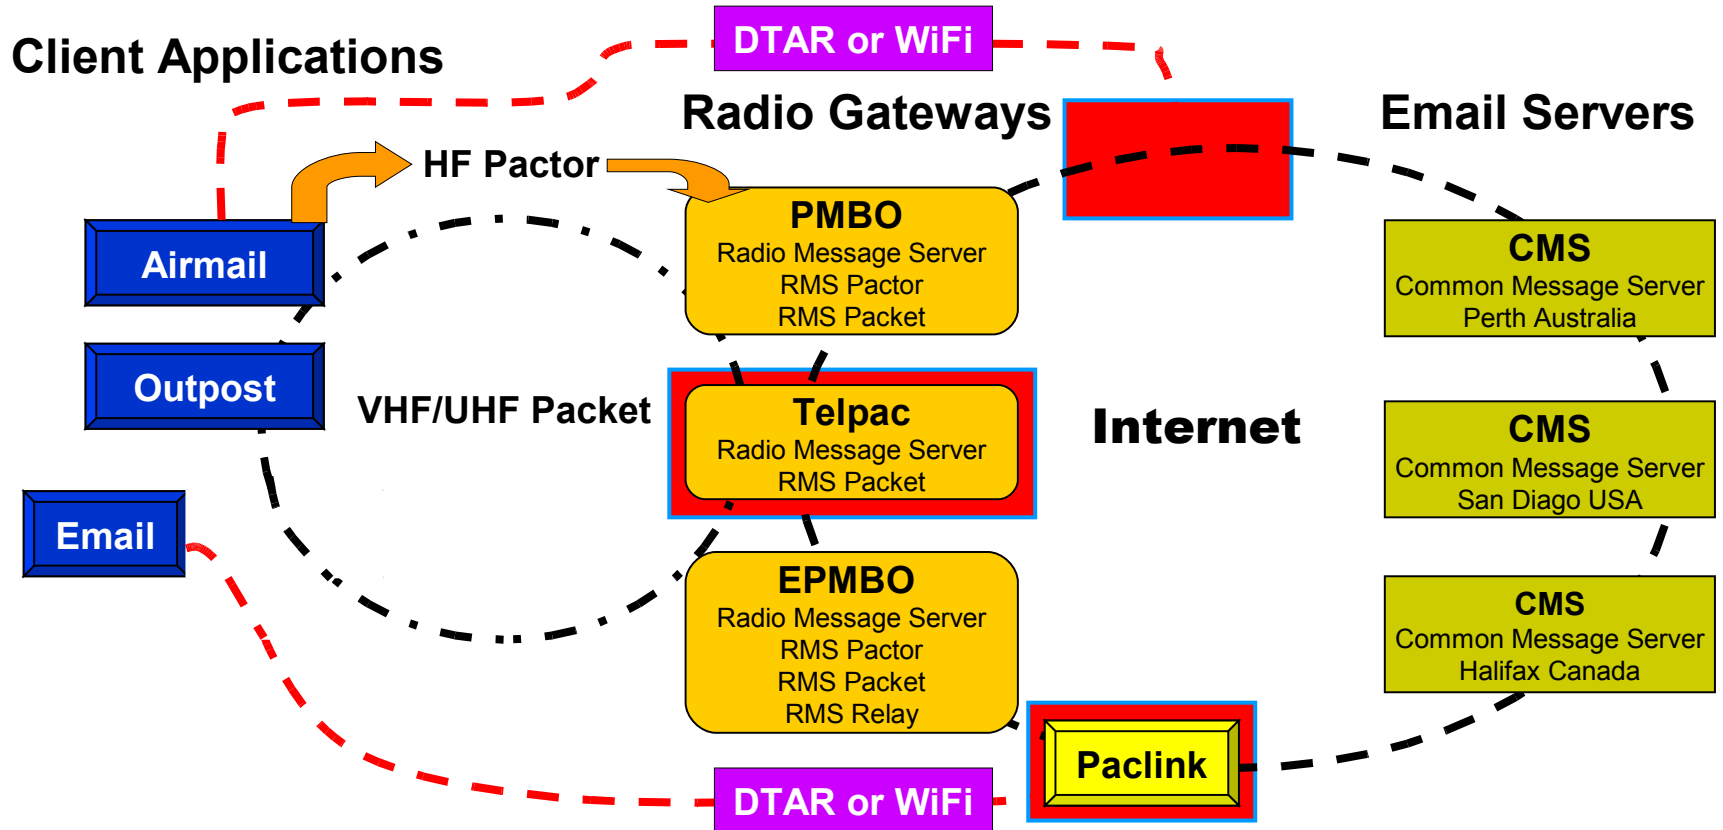 DTAR or WiFi
Client Applications
Radio Gateways
Email Servers
HF Pactor
Airmail
PMBO
Radio Message Server
RMS Pactor
RMS Packet
CMS
Common Message Server
Perth Australia
Outpost
VHF/UHF Packet
Telpac
Radio Message Server
RMS Packet
Internet
CMS
Common Message Server
San Diago USA
Email
EPMBO
Radio Message Server
RMS Pactor
RMS Packet
RMS Relay
CMS
Common Message Server
Halifax Canada
Paclink
DTAR or WiFi